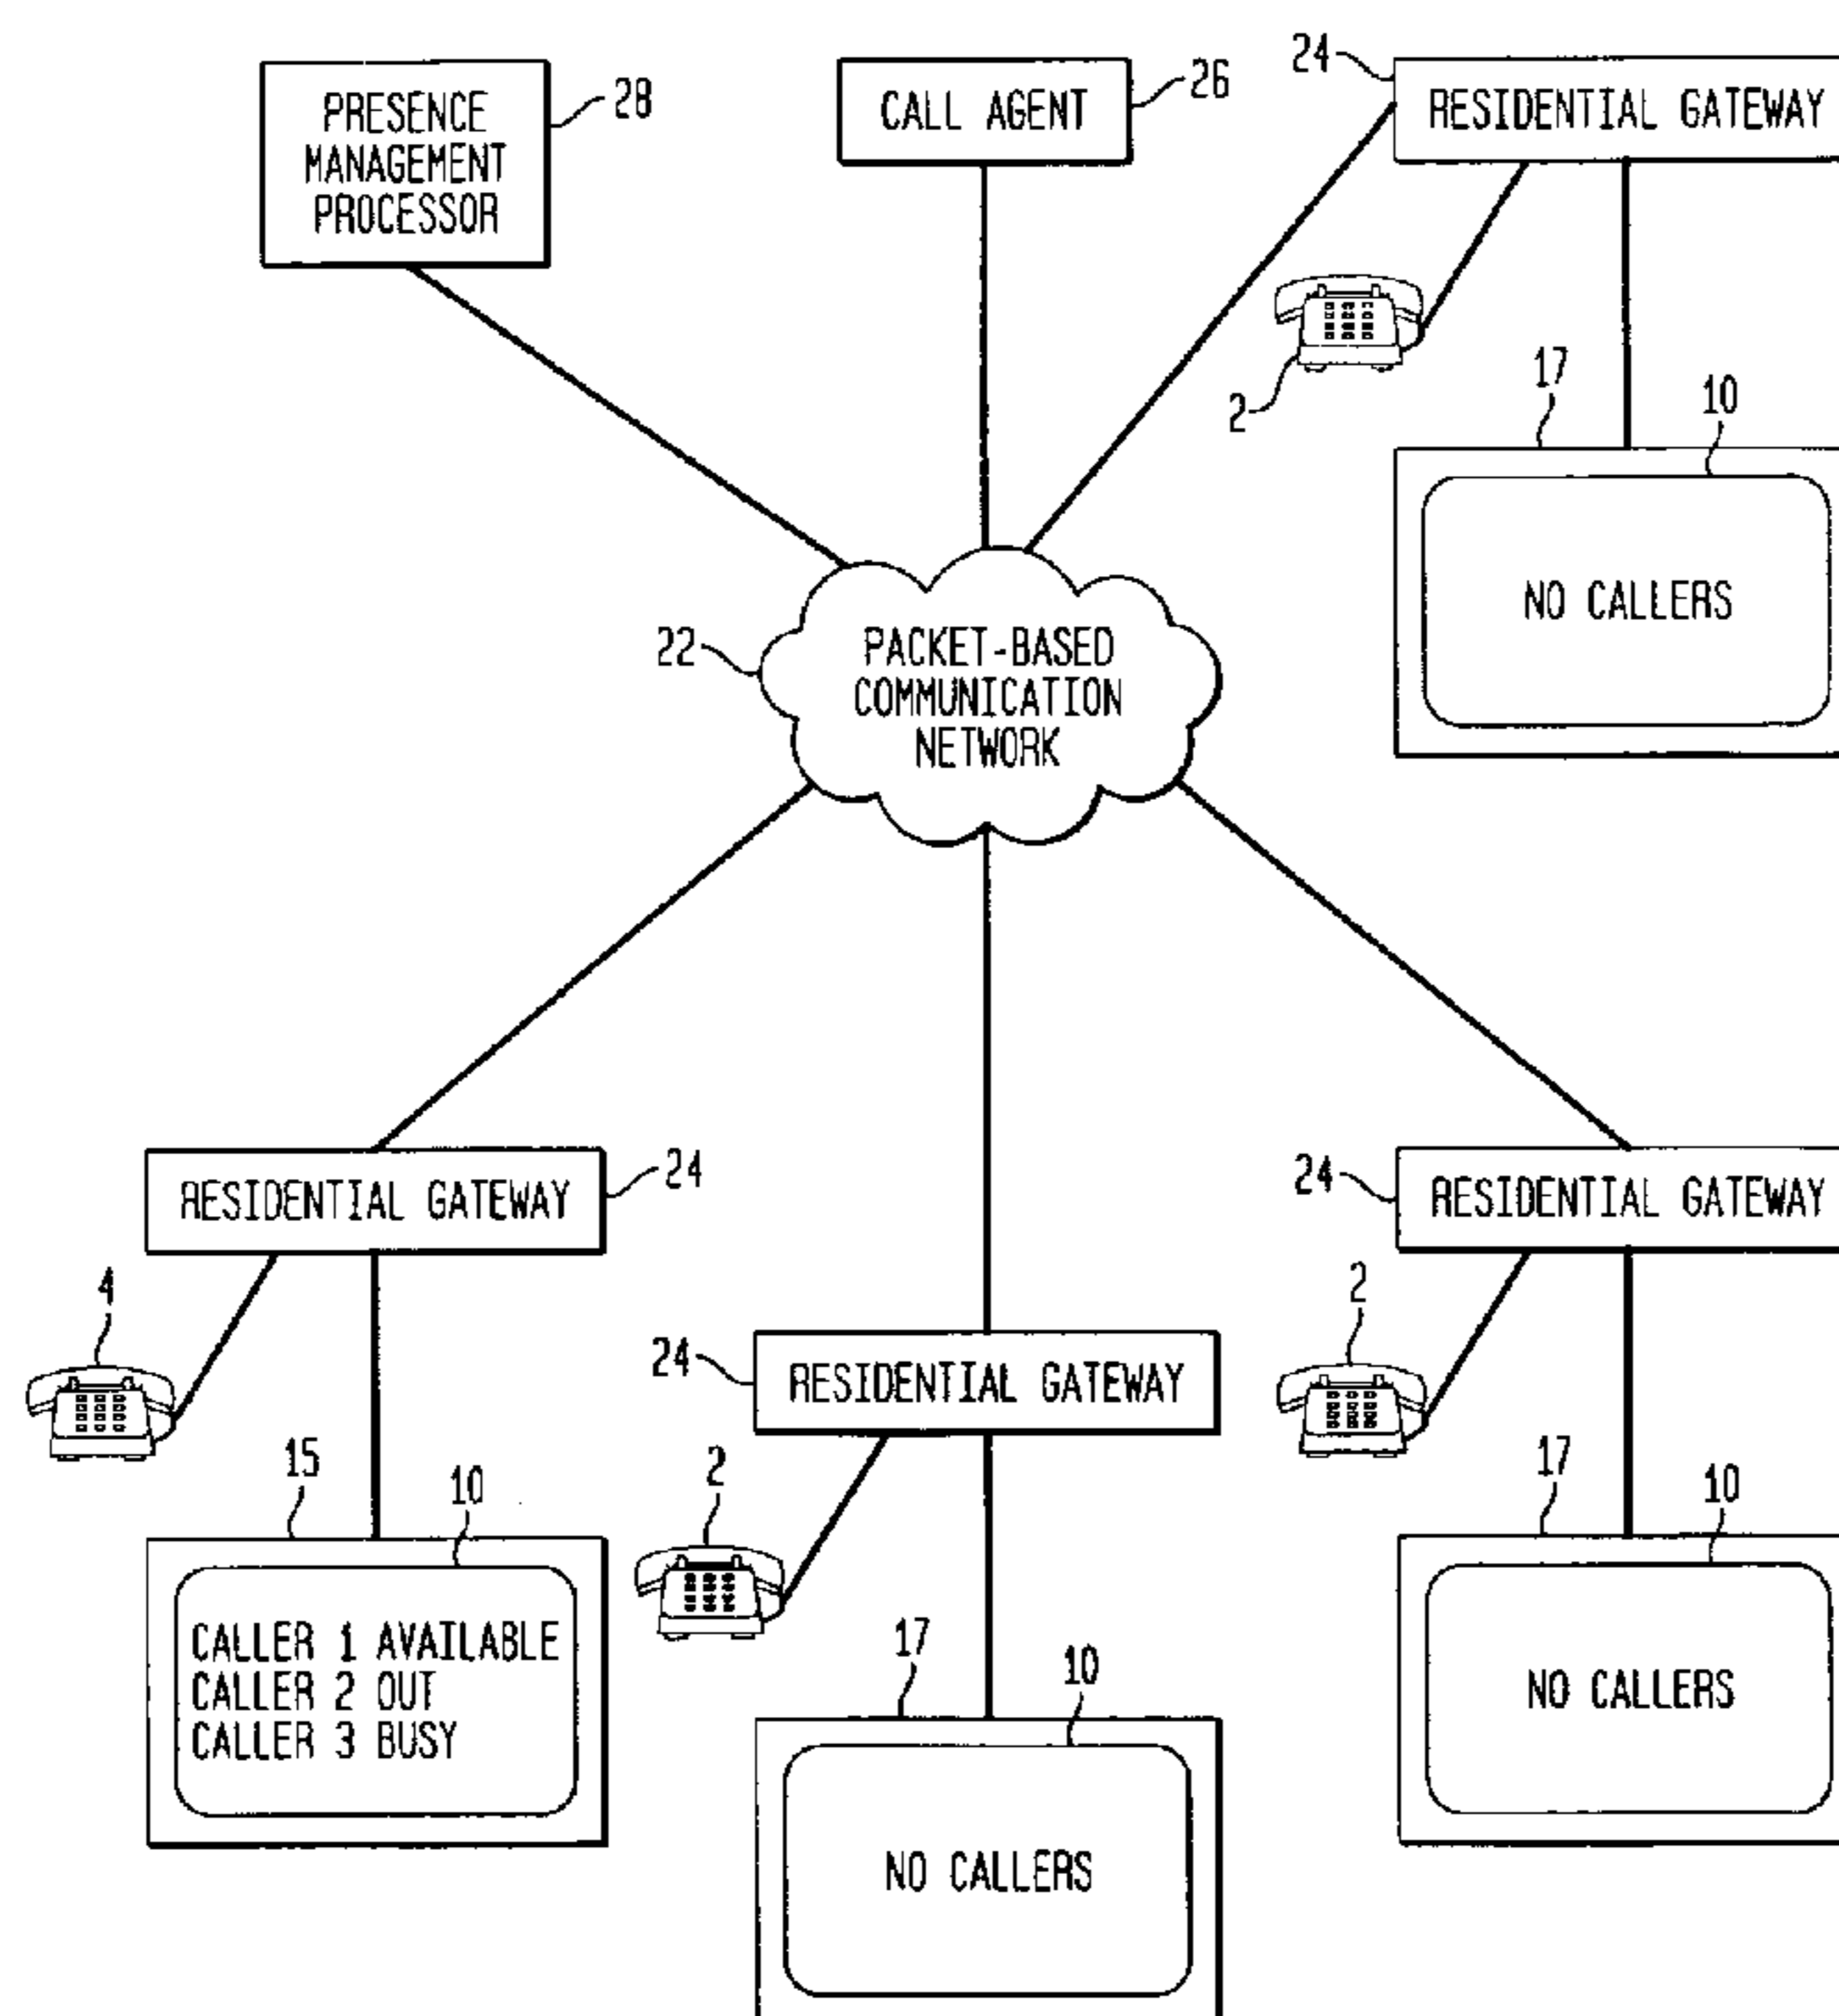 PRESENCE
MANAGEMENT
PROCESSOR
28
CALL AGENT
26
24
RESIDENTIAL GATEWAY
2
17
10
NO CALLERS
22
PACKET-BASED
COMMUNICATION
NETWORK
RESIDENTIAL GATEWAY
24
4
15
10
CALLER 1 AVAILABLE
CALLER 2 OUT
CALLER 3 BUSY
24
RESIDENTIAL GATEWAY
2
17
10
NO CALLERS
24
RESIDENTIAL GATEWAY
2
17
10
NO CALLERS